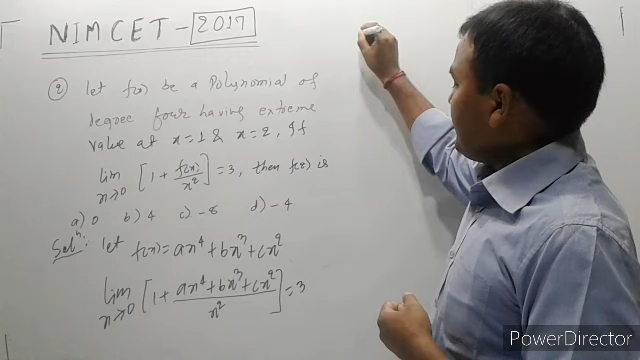 NIMCET - 2017
② let f(x) be a Polynomial of
degree four having extreme
value at x=1 & x=2, If
lim x→0 [1 + f(x)/x²] = 3, then f(2) is
a) 0 b) 4 c) -8 d) -4
Solⁿ: let f(x) = ax⁴ + bx³ + cx²
lim x→0 [1 + (ax⁴ + bx³ + cx²)/x²] = 3
PowerDirector